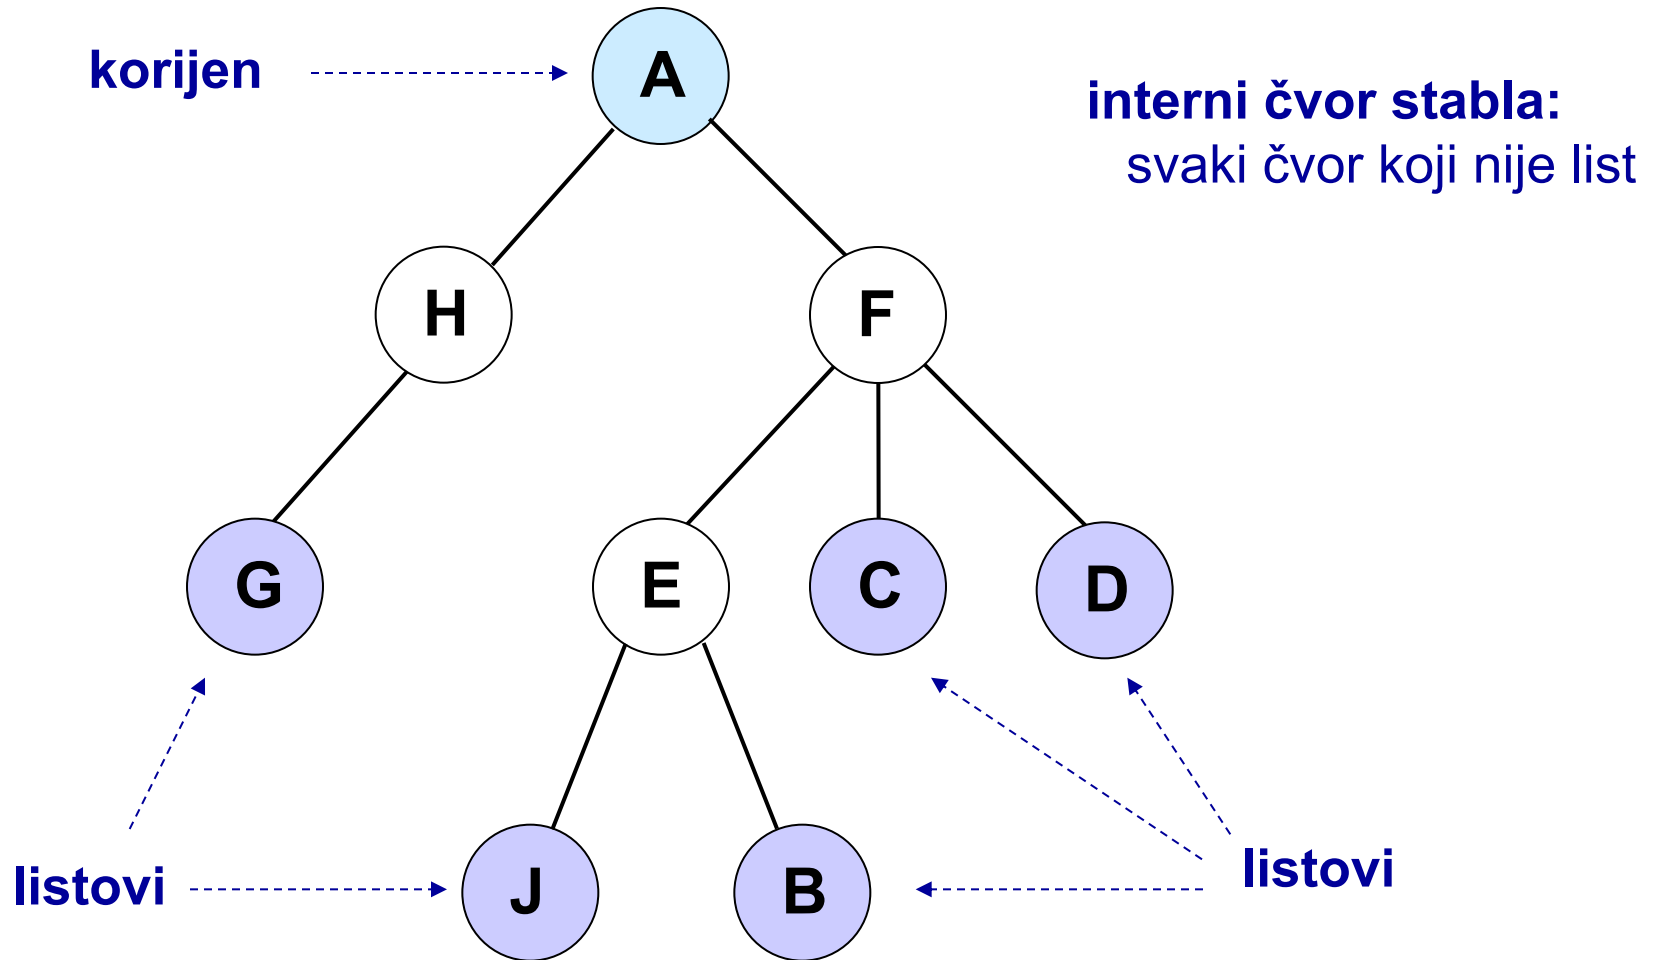 korijen
A
interni čvor stabla:
svaki čvor koji nije list
H
F
G
E
C
D
listovi
J
B
listovi